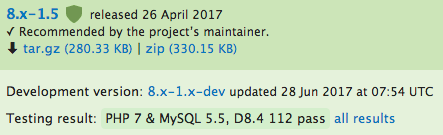 8.x-1.5 released 26 April 2017
✓ Recommended by the project's maintainer.
tar.gz (280.33 KB) | zip (330.15 KB)
Development version: 8.x-1.x-dev updated 28 Jun 2017 at 07:54 UTC
Testing result: PHP 7 & MySQL 5.5, D8.4 112 pass all results